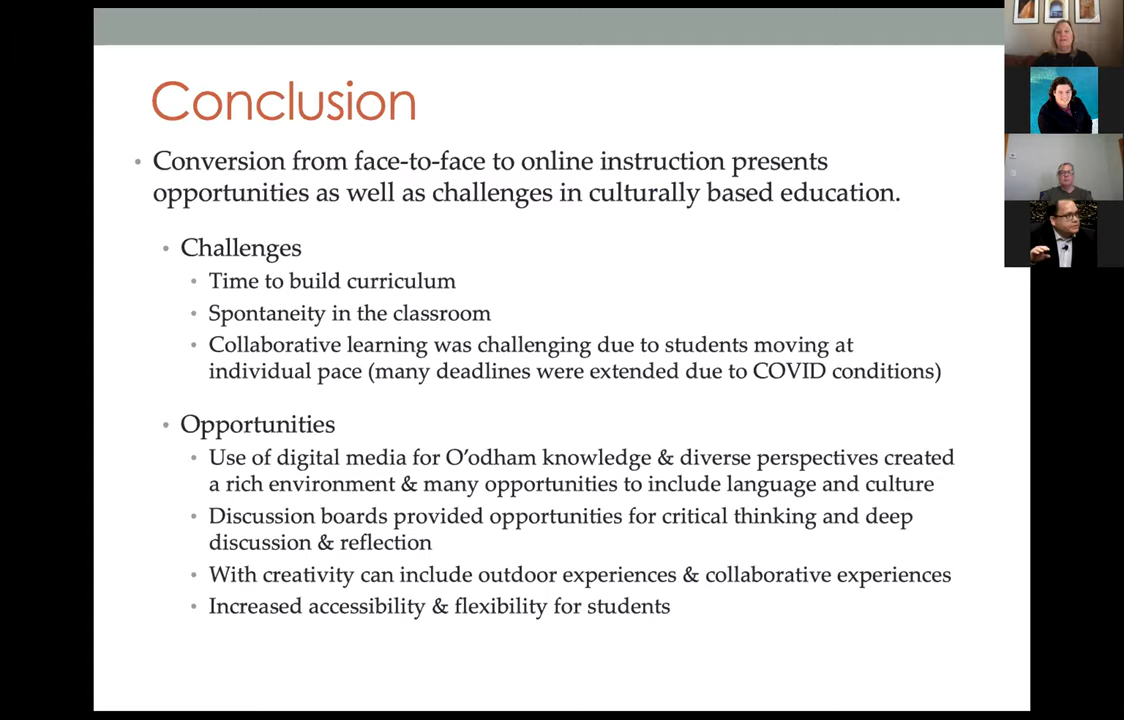 Conclusion
• Conversion from face-to-face to online instruction presents
opportunities as well as challenges in culturally based education.
• Challenges
• Time to build curriculum
• Spontaneity in the classroom
• Collaborative learning was challenging due to students moving at
individual pace (many deadlines were extended due to COVID conditions)
• Opportunities
• Use of digital media for O’odham knowledge & diverse perspectives created
a rich environment & many opportunities to include language and culture
• Discussion boards provided opportunities for critical thinking and deep
discussion & reflection
• With creativity can include outdoor experiences & collaborative experiences
• Increased accessibility & flexibility for students